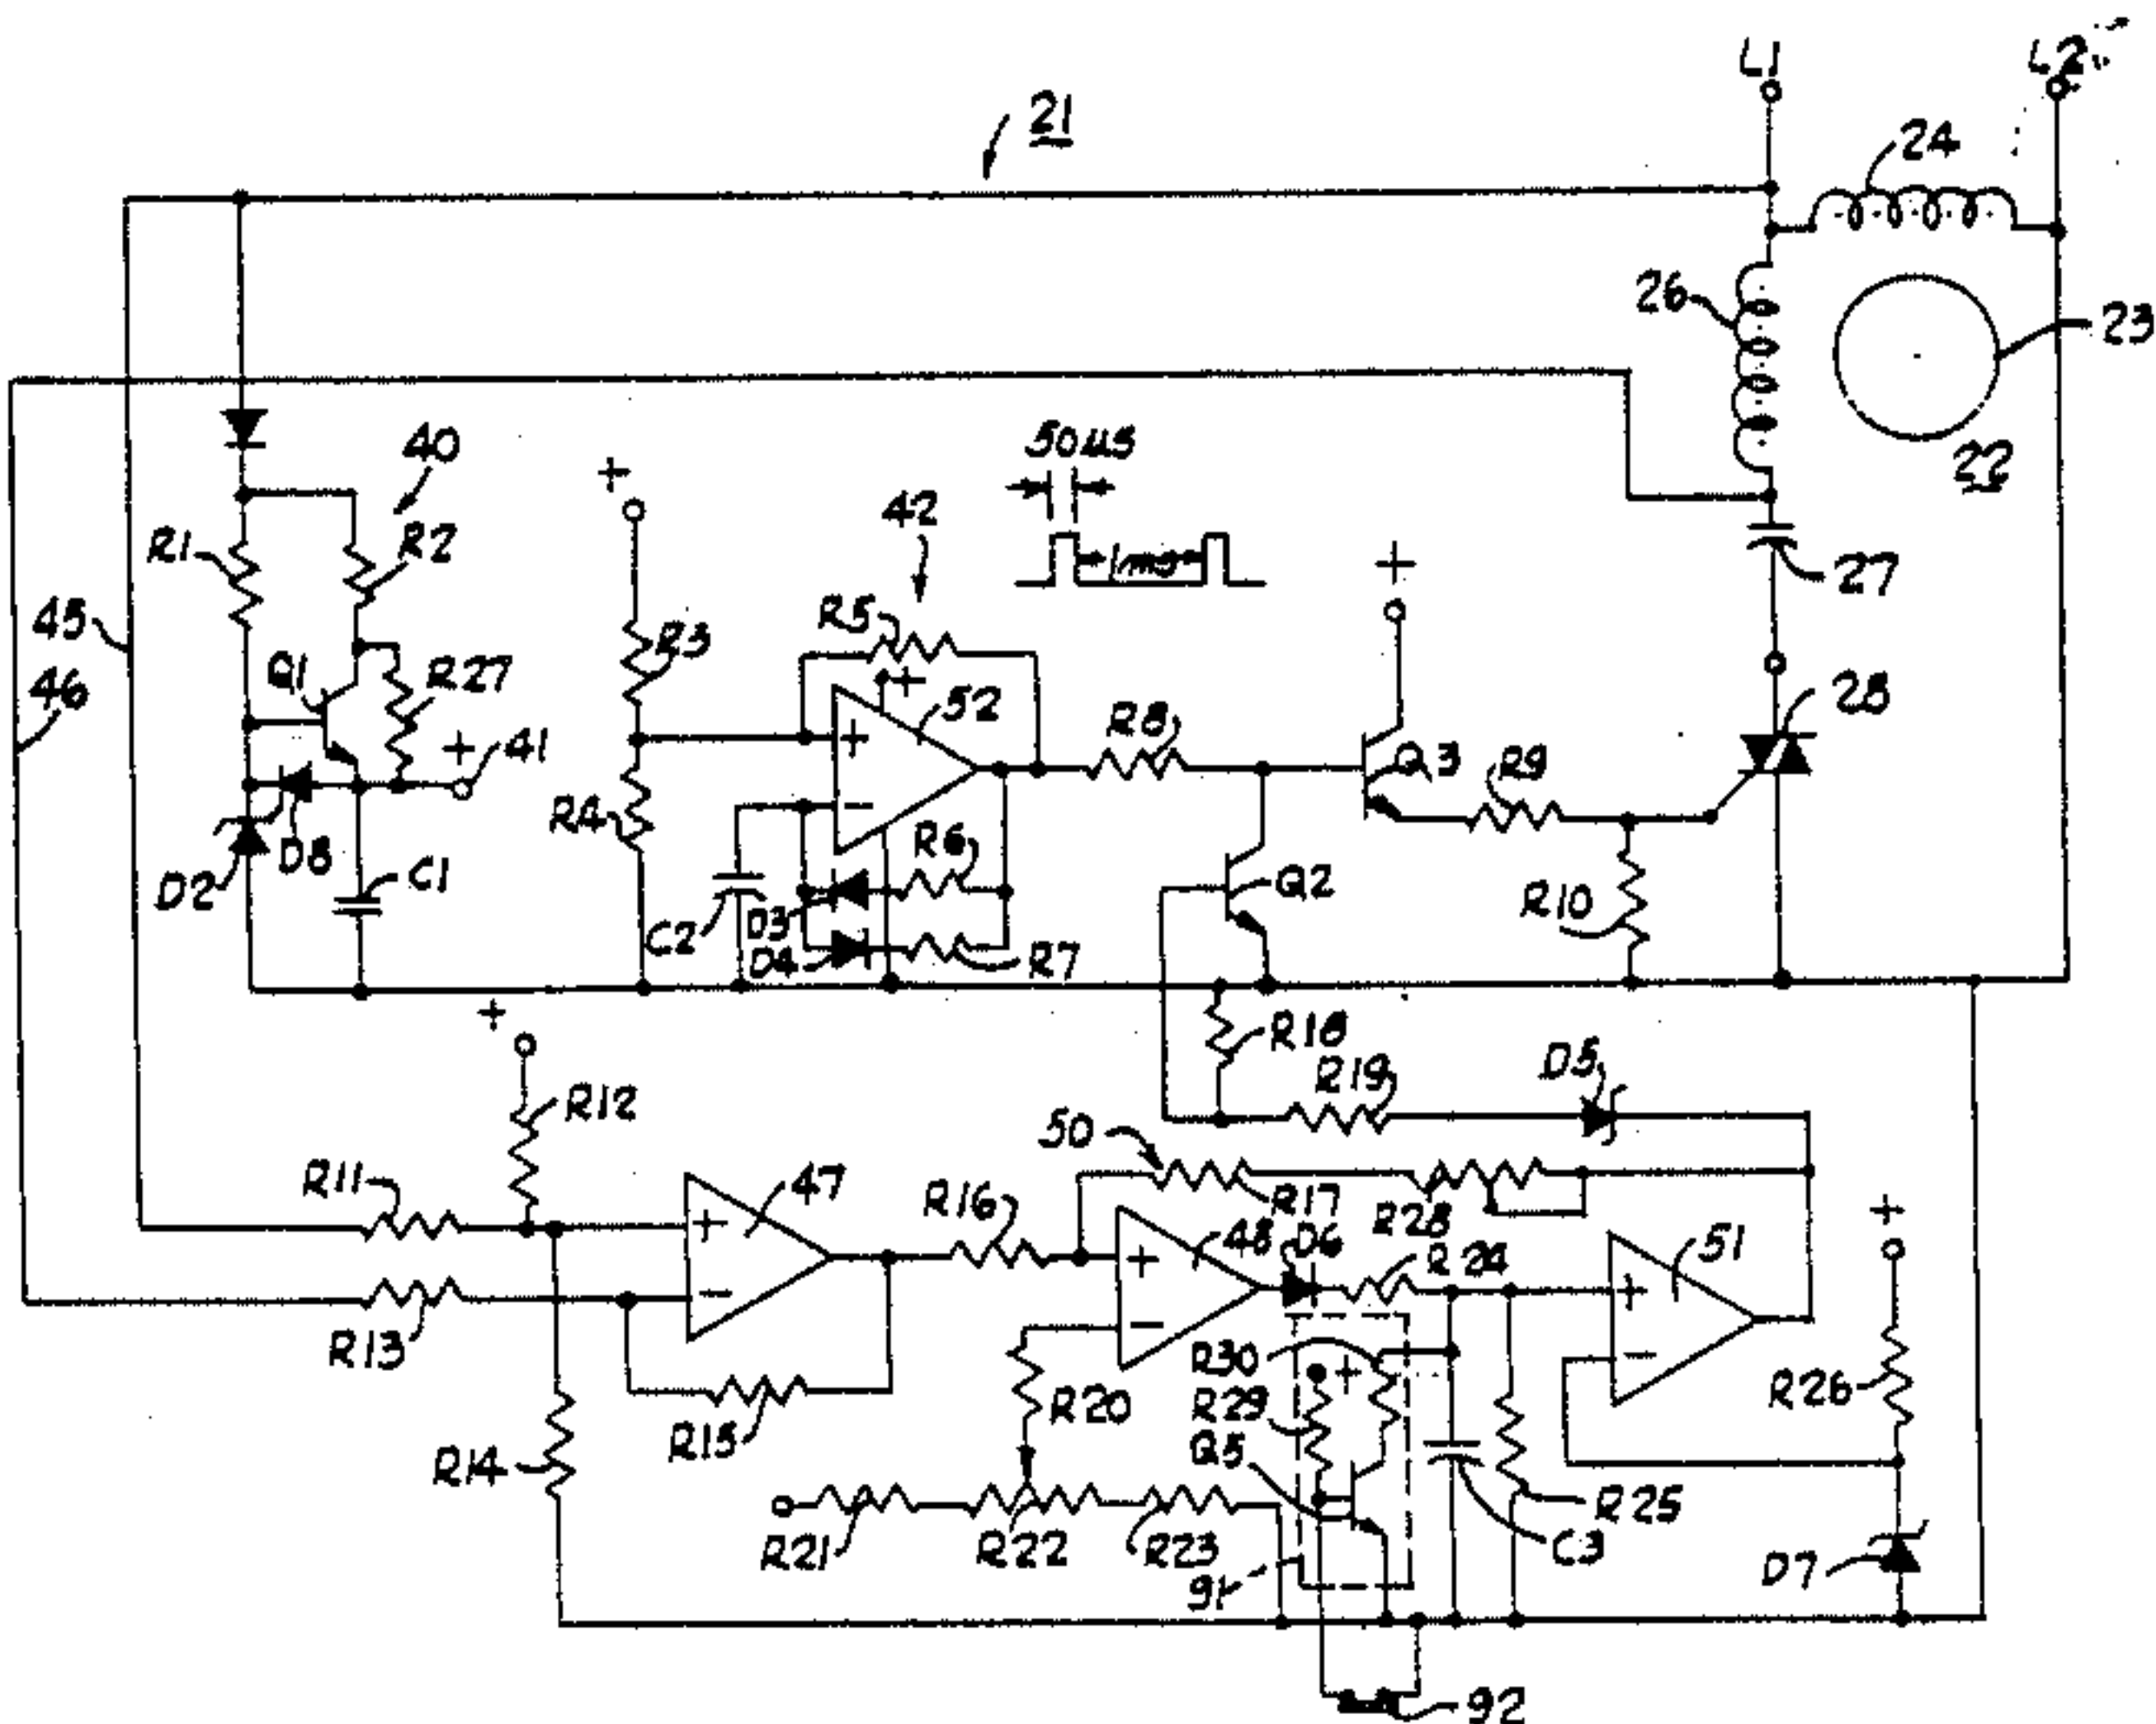 L1
L2
21
24
26
23
22
40
50 us
42
1ms
+
+
R1
R2
27
45
R5
R3
Q1
R27
46
+
41
+
52
R8
28
+
Q3
R9
R4
−
R6
D8
D2
C1
Q2
R10
C2
D3
D4
R7
+
R18
R19
D5
R12
50
R11
47
R16
R17
R28
+
+
+
48
D6
R24
51
+
−
−
−
R13
R30
+
R20
R29
R26
R15
Q5
R14
R25
R21
R22
R23
C3
D7
91
92